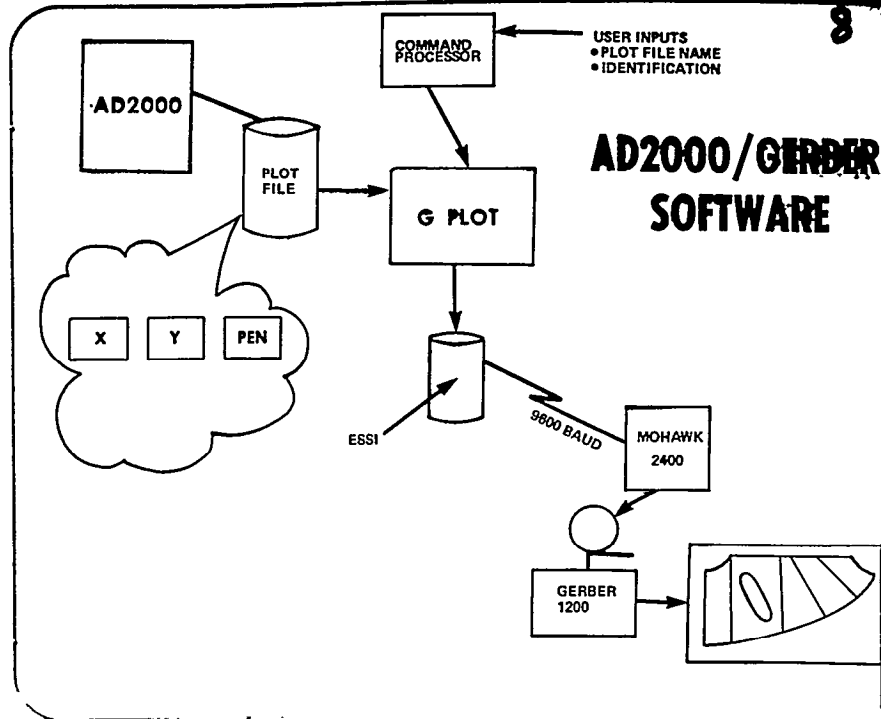 8
USER INPUTS
• PLOT FILE NAME
• IDENTIFICATION
COMMAND
PROCESSOR
AD2000
AD2000/GERBER
SOFTWARE
PLOT
FILE
G PLOT
X Y PEN
ESSI
9600 BAUD
MOHAWK
2400
GERBER
1200